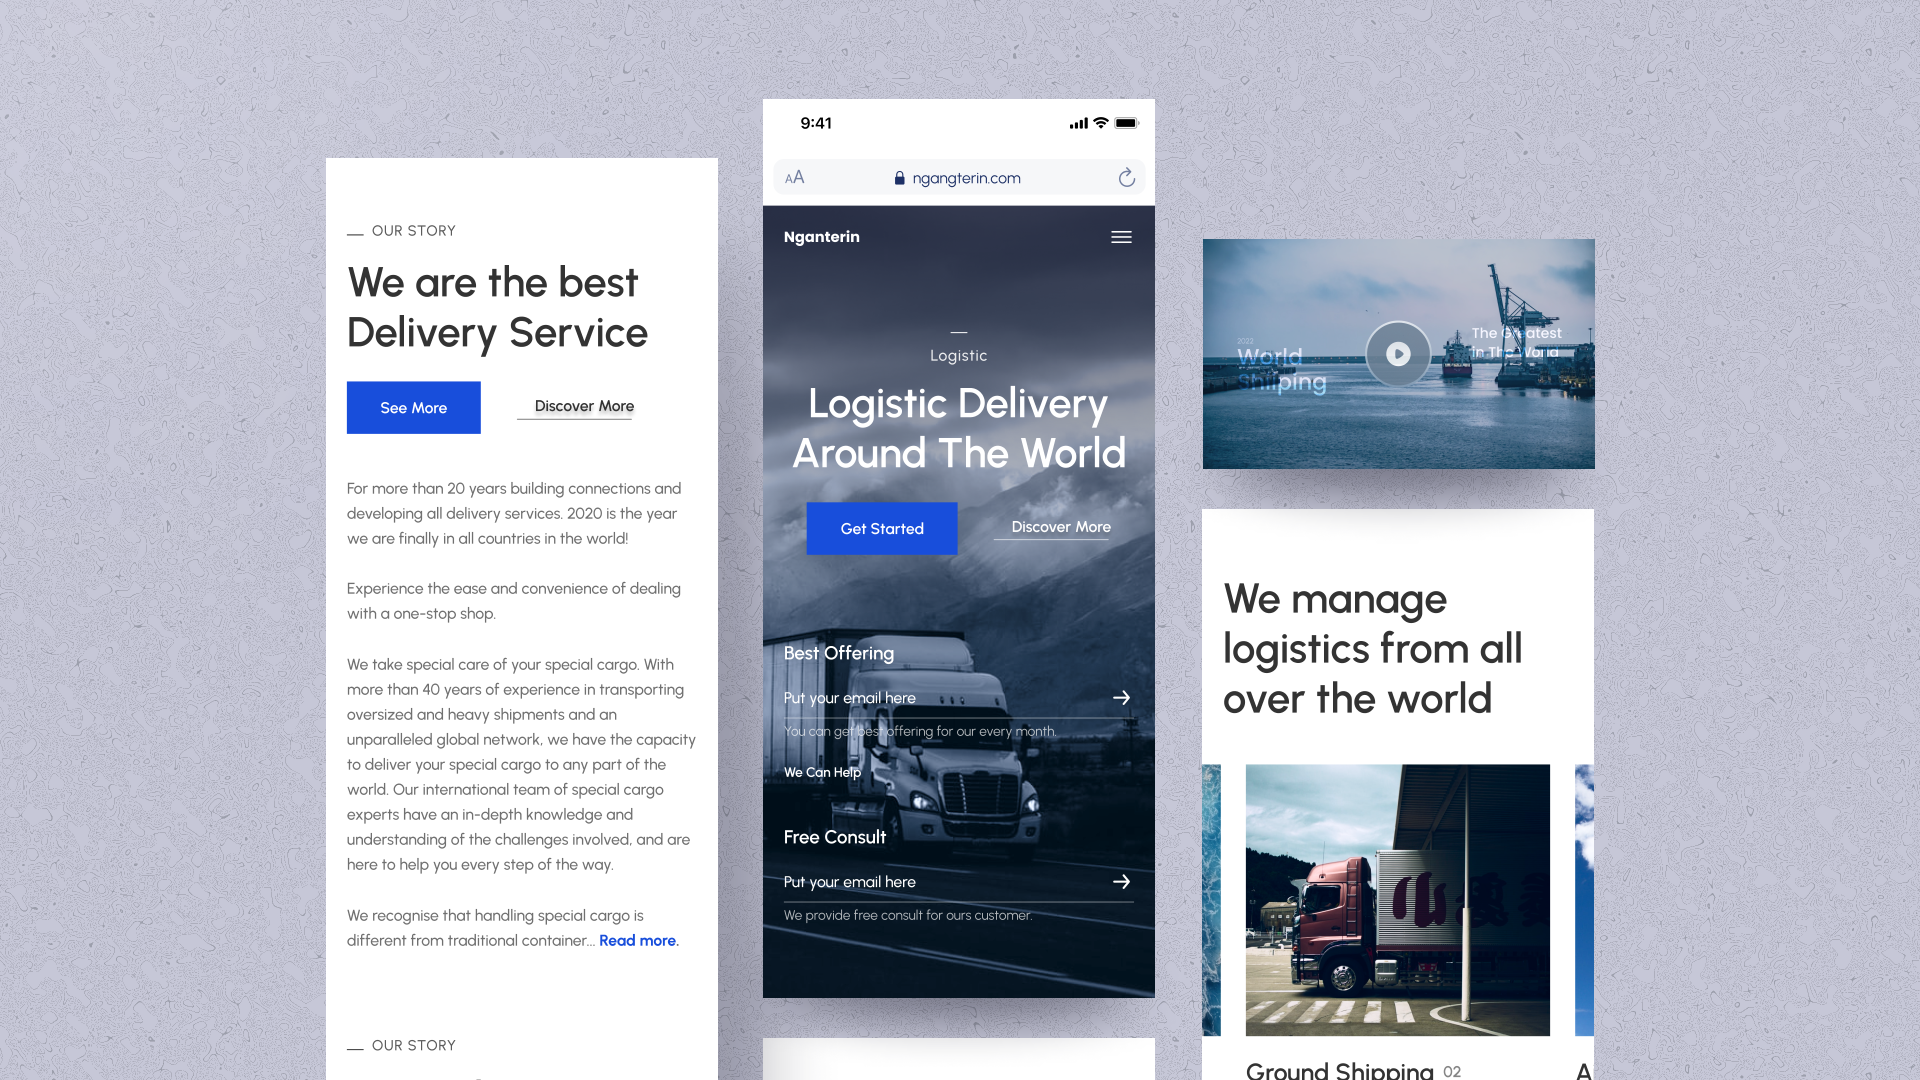 OUR STORY
We are the best
Delivery Service
See More
Discover More
For more than 20 years building connections and
developing all delivery services. 2020 is the year
we are finally in all countries in the world!
Experience the ease and convenience of dealing
with a one-stop shop.
We take special care of your special cargo. With
more than 40 years of experience in transporting
oversized and heavy shipments and an
unparalleled global network, we have the capacity
to deliver your special cargo to any part of the
world. Our international team of special cargo
experts have an in-depth knowledge and
understanding of the challenges involved, and are
here to help you every step of the way.
We recognise that handling special cargo is
different from traditional container... Read more.
OUR STORY
9:41
AA
ngangterin.com
Nganterin
Logistic
Logistic Delivery
Around The World
Get Started
Discover More
Best Offering
Put your email here
You can get best offering for our every month.
We Can Help
Free Consult
Put your email here
We provide free consult for ours customer.
2022
World
Shiiping
The Greatest
in The World
We manage
logistics from all
over the world
Ground Shipping 02
A